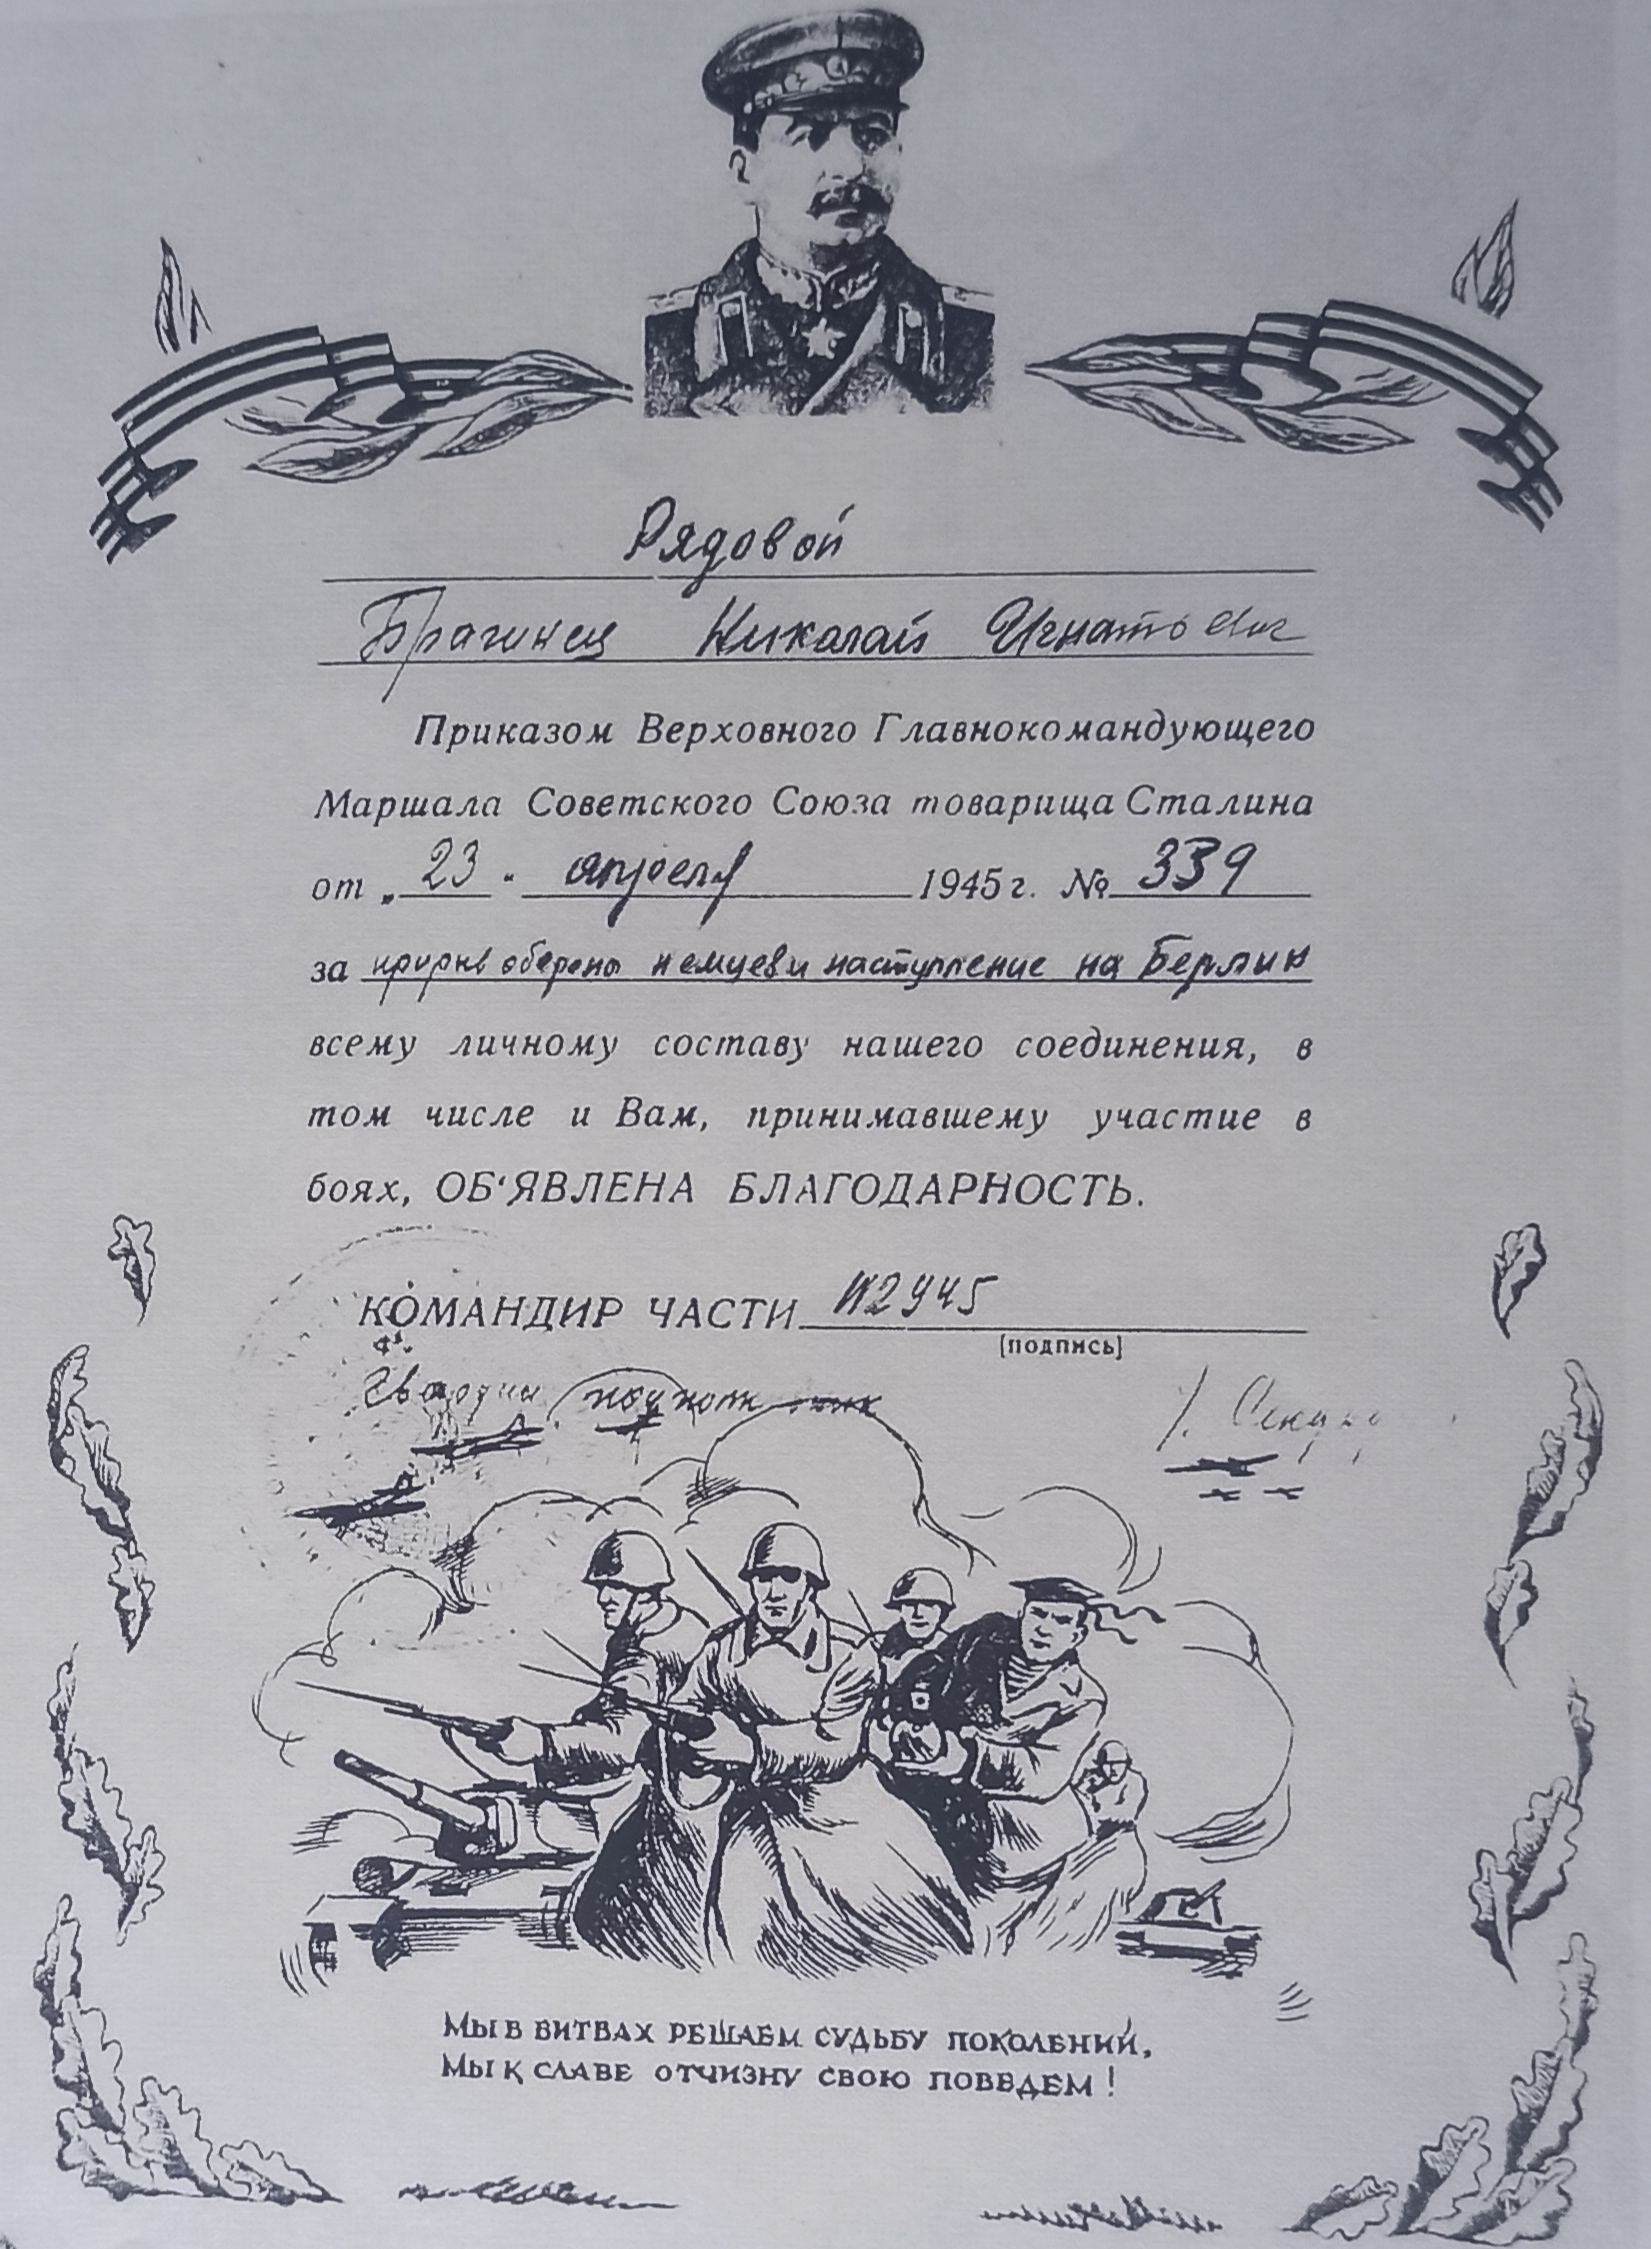 Рядовой
Брагинец Николай Игнатьевич
Приказом Верховного Главнокомандующего
Маршала Советского Союза товарища Сталина
от „23" апреля 1945 г. № 339
за прорыв обороны немцев и наступление на Берлин
всему личному составу нашего соединения, в
том числе и Вам, принимавшему участие в
боях, ОБ'ЯВЛЕНА БЛАГОДАРНОСТЬ.
КОМАНДИР ЧАСТИ 12945
[подпись]
Гвардии подполковник
Мы в битвах решаем судьбу поколений,
Мы к славе отчизну свою поведем!